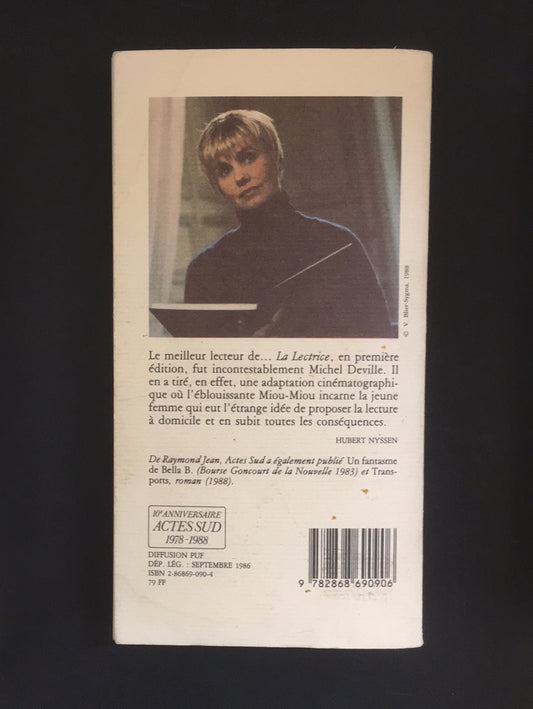 © V. Blier-Sygma, 1988
Le meilleur lecteur de... La Lectrice, en première
édition, fut incontestablement Michel Deville. Il
en a tiré, en effet, une adaptation cinématographi-
que où l'éblouissante Miou-Miou incarne la jeune
femme qui eut l'étrange idée de proposer la lecture
à domicile et en subit toutes les conséquences.
HUBERT NYSSEN
De Raymond Jean, Actes Sud a également publié Un fantasme
de Bella B. (Bourse Goncourt de la Nouvelle 1983) et Trans-
ports, roman (1988).
10e ANNIVERSAIRE
ACTES SUD
1978-1988
DIFFUSION PUF
DÉP. LÉG. : SEPTEMBRE 1986
ISBN 2-86869-090-4
79 FF
9 782868 690906